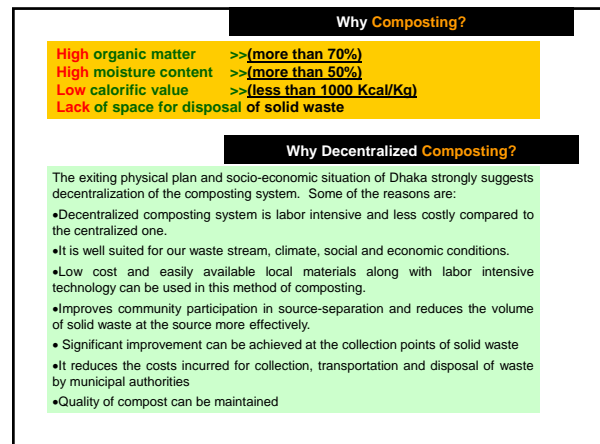 Why Composting?
High organic matter >>(more than 70%)
High moisture content >>(more than 50%)
Low calorific value >>(less than 1000 Kcal/Kg)
Lack of space for disposal of solid waste
Why Decentralized Composting?
The exiting physical plan and socio-economic situation of Dhaka strongly suggests
decentralization of the composting system. Some of the reasons are:
•Decentralized composting system is labor intensive and less costly compared to
the centralized one.
•It is well suited for our waste stream, climate, social and economic conditions.
•Low cost and easily available local materials along with labor intensive
technology can be used in this method of composting.
•Improves community participation in source-separation and reduces the volume
of solid waste at the source more effectively.
• Significant improvement can be achieved at the collection points of solid waste
•It reduces the costs incurred for collection, transportation and disposal of waste
by municipal authorities
•Quality of compost can be maintained